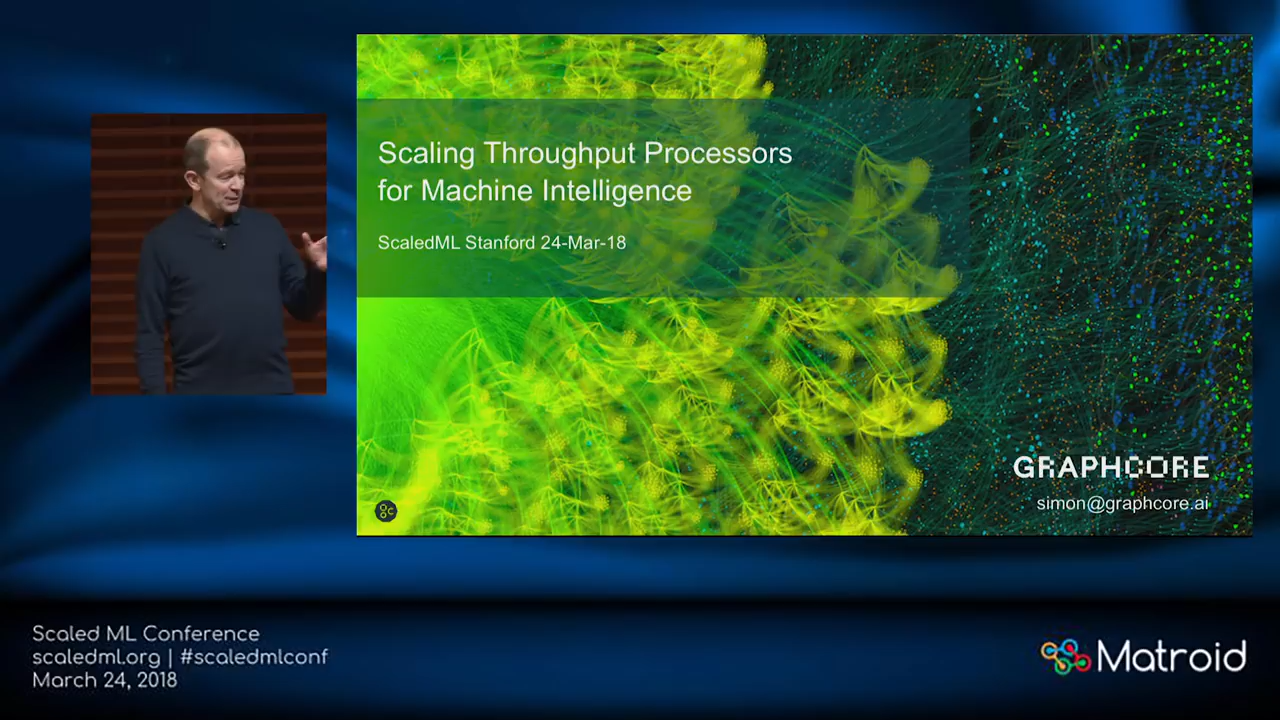 Scaling Throughput Processors
for Machine Intelligence
ScaledML Stanford 24-Mar-18
GRAPHCORE
simon@graphcore.ai
Scaled ML Conference
scaledml.org | #scaledmlconf
March 24, 2018
Matroid